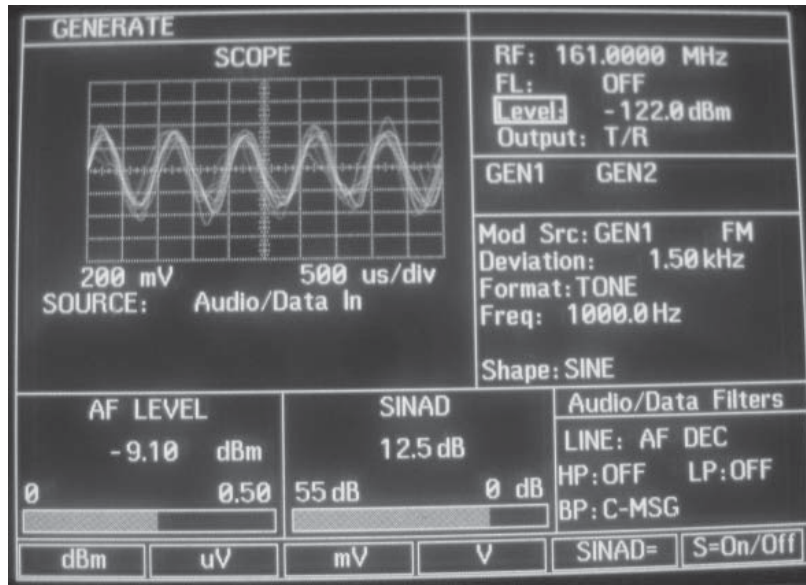 GENERATE
SCOPE
200 mV 500 us/div
SOURCE: Audio/Data In
RF: 161.0000 MHz
FL: OFF
Level: -122.0 dBm
Output: T/R
GEN1 GEN2
Mod Src: GEN1 FM
Deviation: 1.50 kHz
Format: TONE
Freq: 1000.0 Hz
Shape: SINE
AF LEVEL
-9.10 dBm
0 0.50
SINAD
12.5 dB
55 dB 0 dB
Audio/Data Filters
LINE: AF DEC
HP: OFF LP: OFF
BP: C-MSG
dBm uV mV V SINAD= S=On/Off